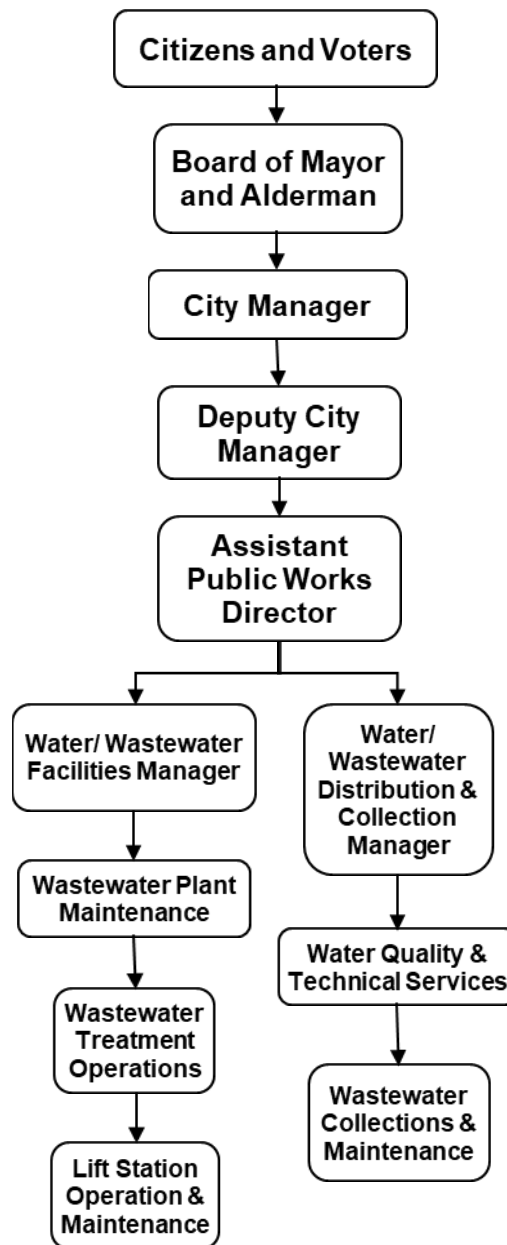 Citizens and Voters
Board of Mayor
and Alderman
City Manager
Deputy City
Manager
Assistant
Public Works
Director
Water/ Wastewater
Facilities Manager
Wastewater Plant
Maintenance
Wastewater
Treatment
Operations
Lift Station
Operation &
Maintenance
Water/
Wastewater
Distribution &
Collection
Manager
Water Quality &
Technical Services
Wastewater
Collections &
Maintenance